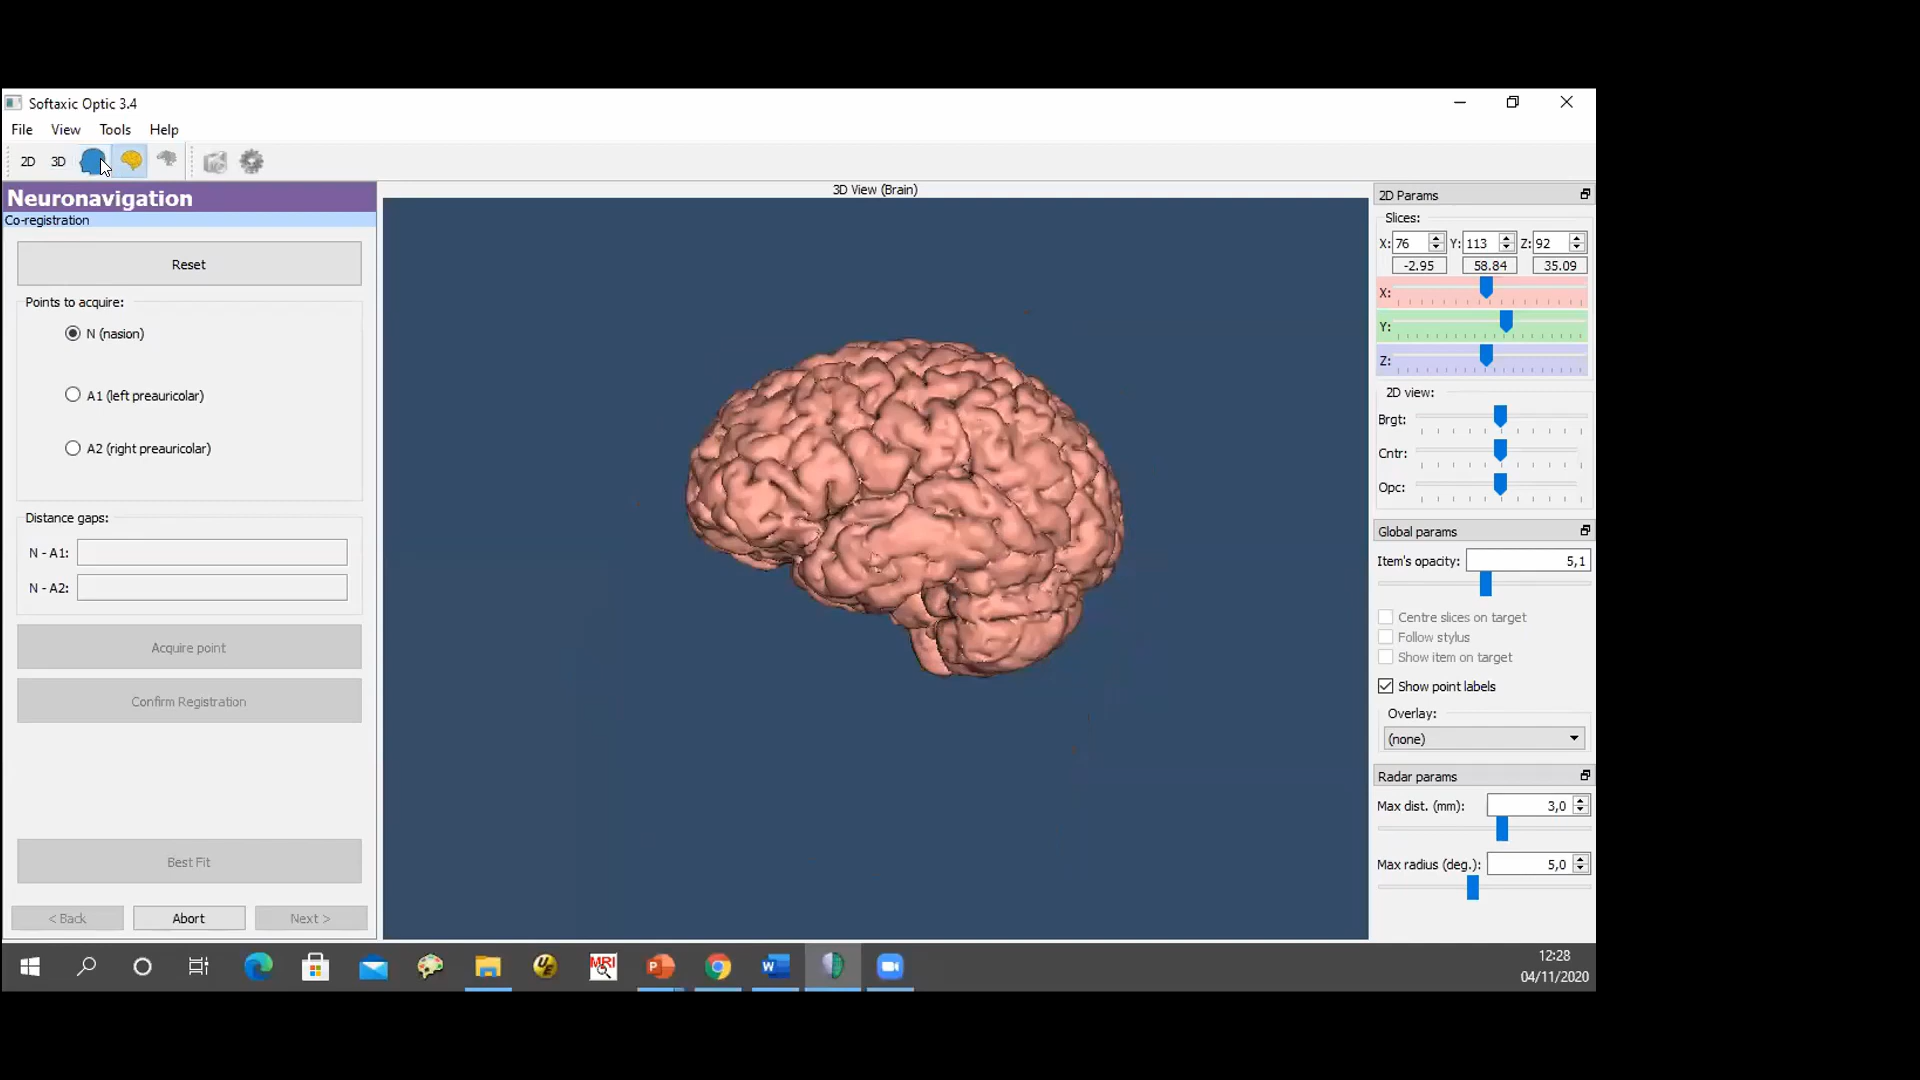 Softaxic Optic 3.4
File View Tools Help
2D 3D
Neuronavigation
Co-registration
Reset
Points to acquire:
N (nasion)
A1 (left preauricolar)
A2 (right preauricolar)
Distance gaps:
N - A1:
N - A2:
Acquire point
Confirm Registration
Best Fit
< Back Abort Next >
3D View (Brain)
2D Params
Slices:
X: 76 Y: 113 Z: 92
-2.95 58.84 35.09
X:
Y:
Z:
2D view:
Brgt:
Cntr:
Opc:
Global params
Item's opacity: 5,1
Centre slices on target
Follow stylus
Show item on target
Show point labels
Overlay:
(none)
Radar params
Max dist. (mm): 3,0
Max radius (deg.): 5,0
MRI
12:28
04/11/2020